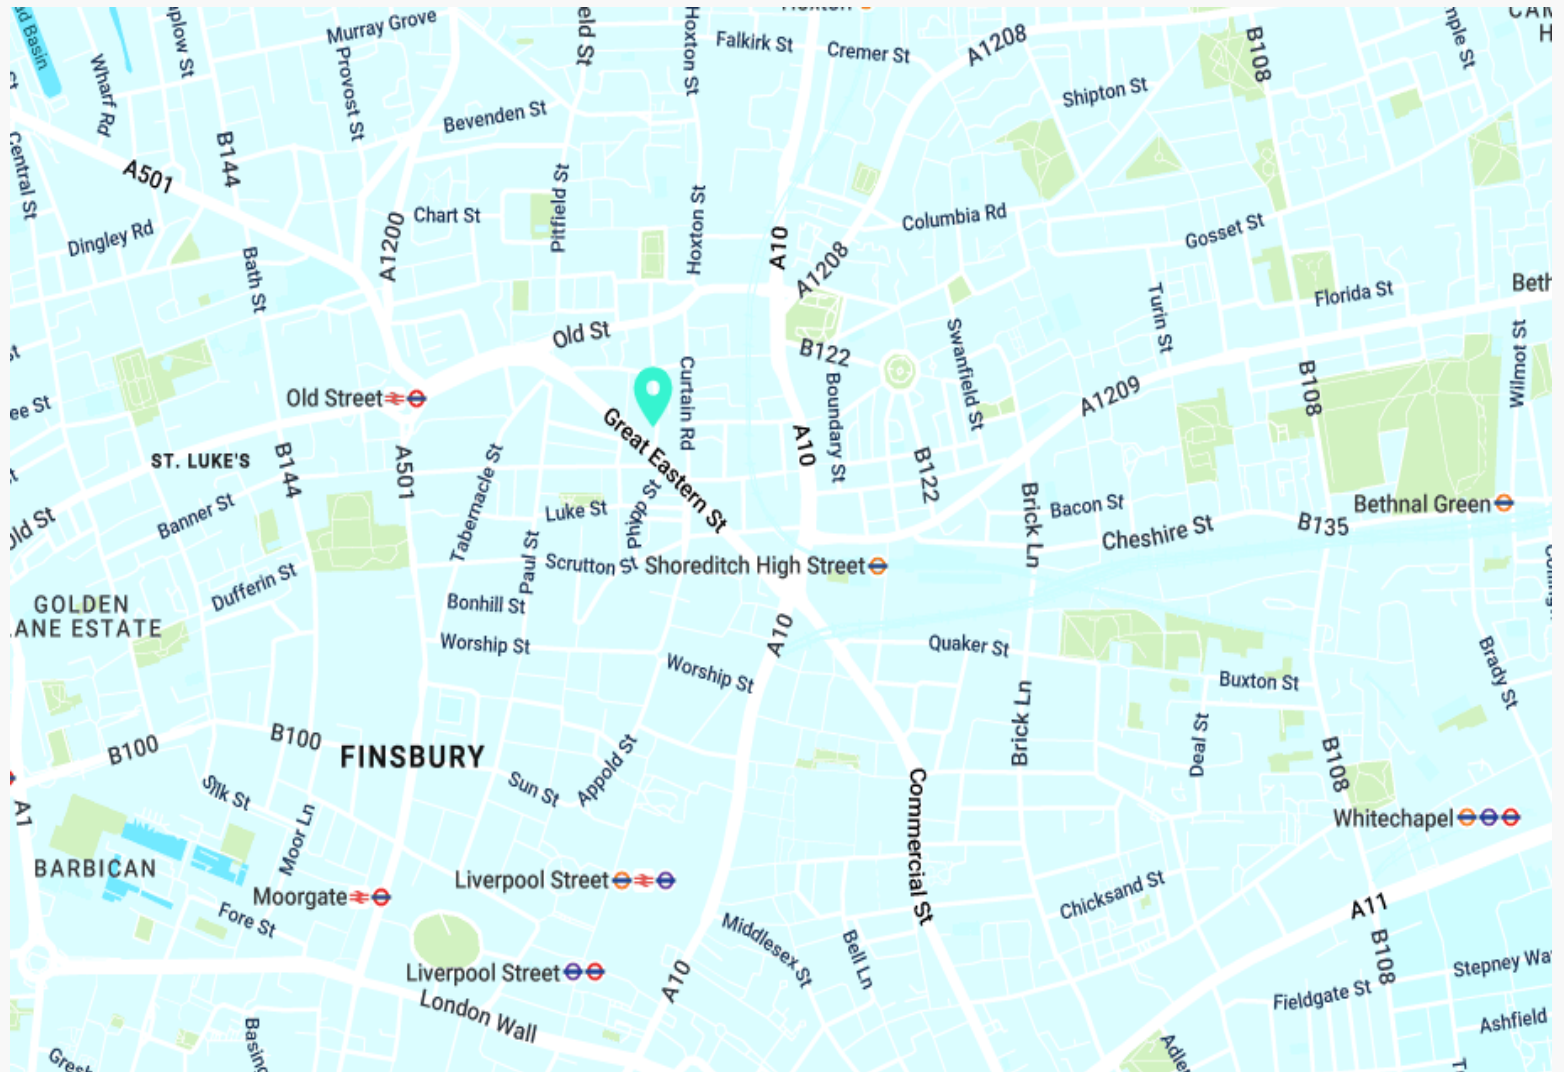 Murray Grove
Falkirk St
Cremer St
A1208
B108
Hoxton St
Wharf Rd
Provost St
Bevenden St
Shipton St
Central St
A501
B144
Pitfield St
Hoxton St
Chart St
Columbia Rd
Gosset St
Dingley Rd
A1200
A10
A1208
Bath St
Florida St
Turin St
Old St
B122
Swanfield St
Wilmot St
Old Street
Curtain Rd
Boundary St
A1209
B108
Great Eastern St
A10
ST. LUKE'S
B144
A501
Tabernacle St
B122
Brick Ln
Bacon St
Bethnal Green
Banner St
Luke St
Phipp St
Cheshire St
B135
Old St
Paul St
Scrutton St
Shoreditch High Street
Dufferin St
Bonhill St
GOLDEN
LANE ESTATE
Worship St
A10
Quaker St
Worship St
Buxton St
Brady St
B100
B100
FINSBURY
Brick Ln
Deal St
B108
Silk St
Sun St
Appold St
Commercial St
A1
Moor Ln
Whitechapel
BARBICAN
Liverpool Street
Moorgate
Chicksand St
A11
Fore St
Middlesex St
Bell Ln
B108
Liverpool Street
A10
Stepney Wa
London Wall
Fieldgate St
Ashfield